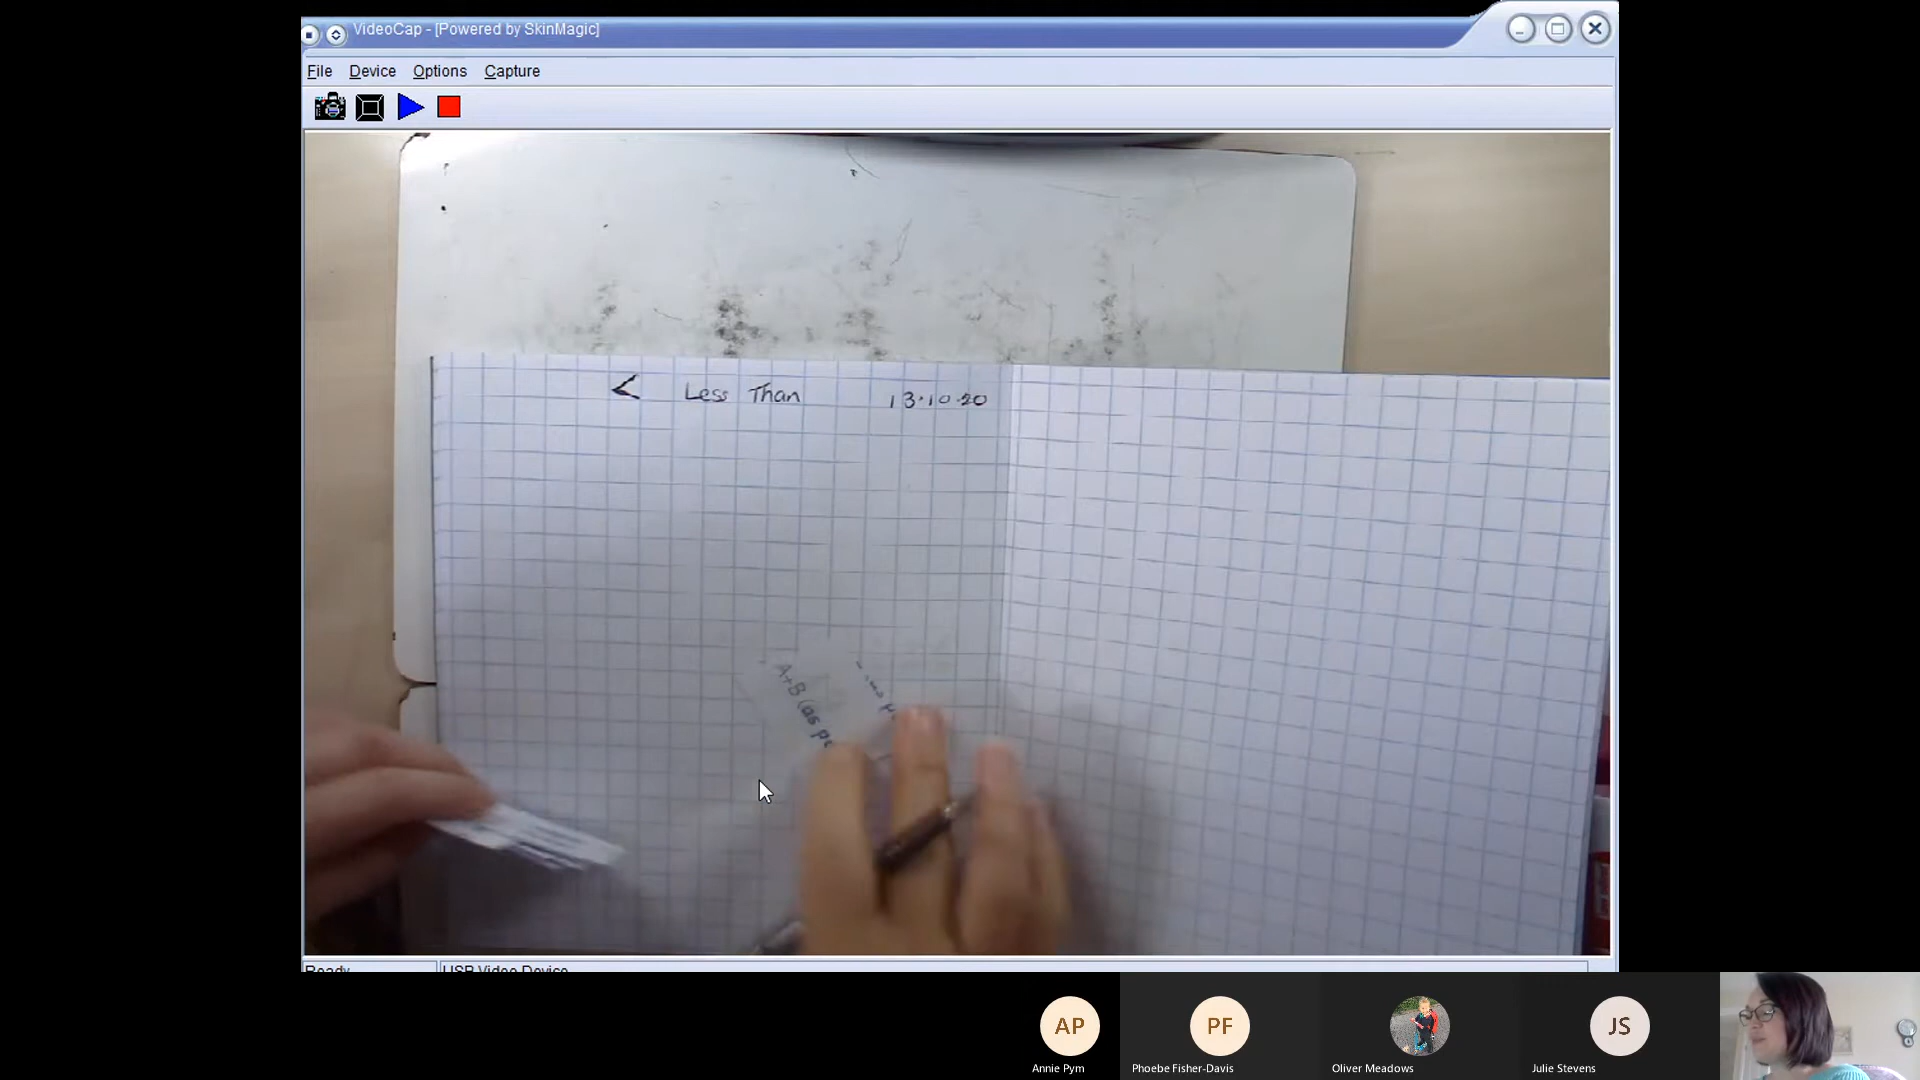 VideoCap - [Powered by SkinMagic]
File Device Options Capture
< Less Than 13.10.20
A+B (as
Ready USB Video Device
AP PF JS
Annie Pym Phoebe Fisher-Davis Oliver Meadows Julie Stevens